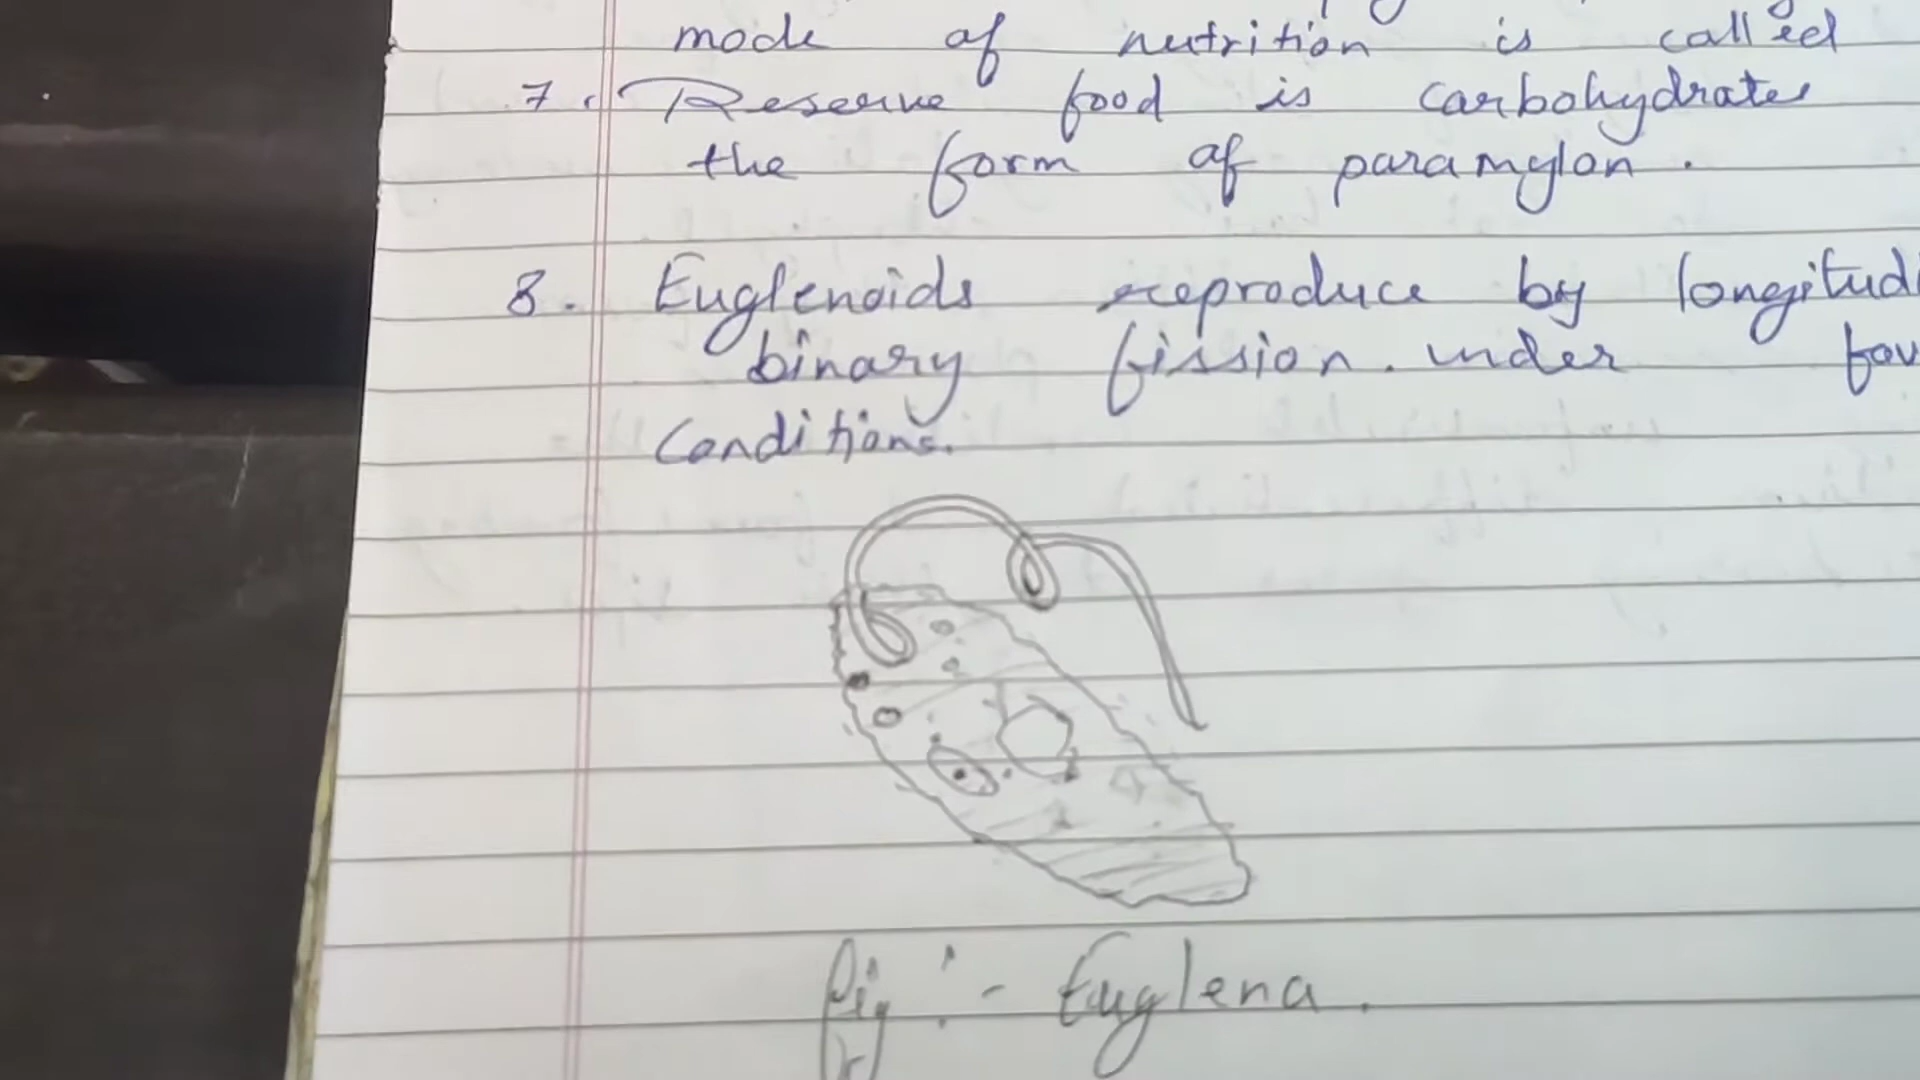 mode of nutrition is called
7. Reserve food is carbohydrates
the form of paramylon.
8. Euglenoids reproduce by longitudi
binary fission. under fav
Conditions.
fig :- Euglena.